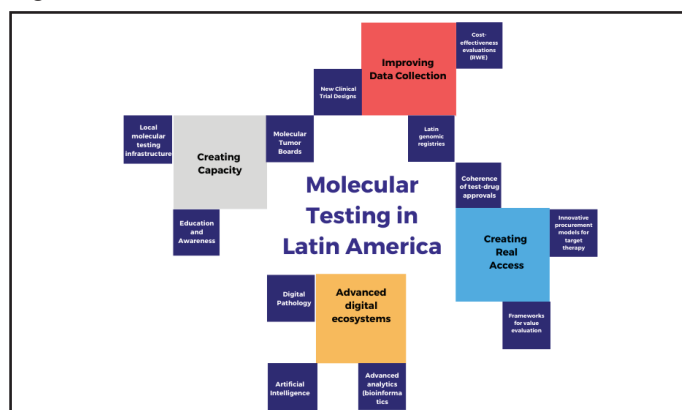 Cost-
effectiveness
evaluations
(RWE)
Improving
Data Collection
New Clinical
Trial Designs
Latin
genomic
registries
Local
molecular
testing
infrastructure
Creating
Capacity
Molecular
Tumor
Boards
Education
and
Awareness
Molecular
Testing in
Latin America
Coherence
of test-drug
approvals
Creating
Real
Access
Innovative
procurement
models for
target
therapy
Frameworks
for value
evaluation
Digital
Pathology
Advanced
digital
ecosystems
Artificial
Intelligence
Advanced
analytics
(bioinforma
tics